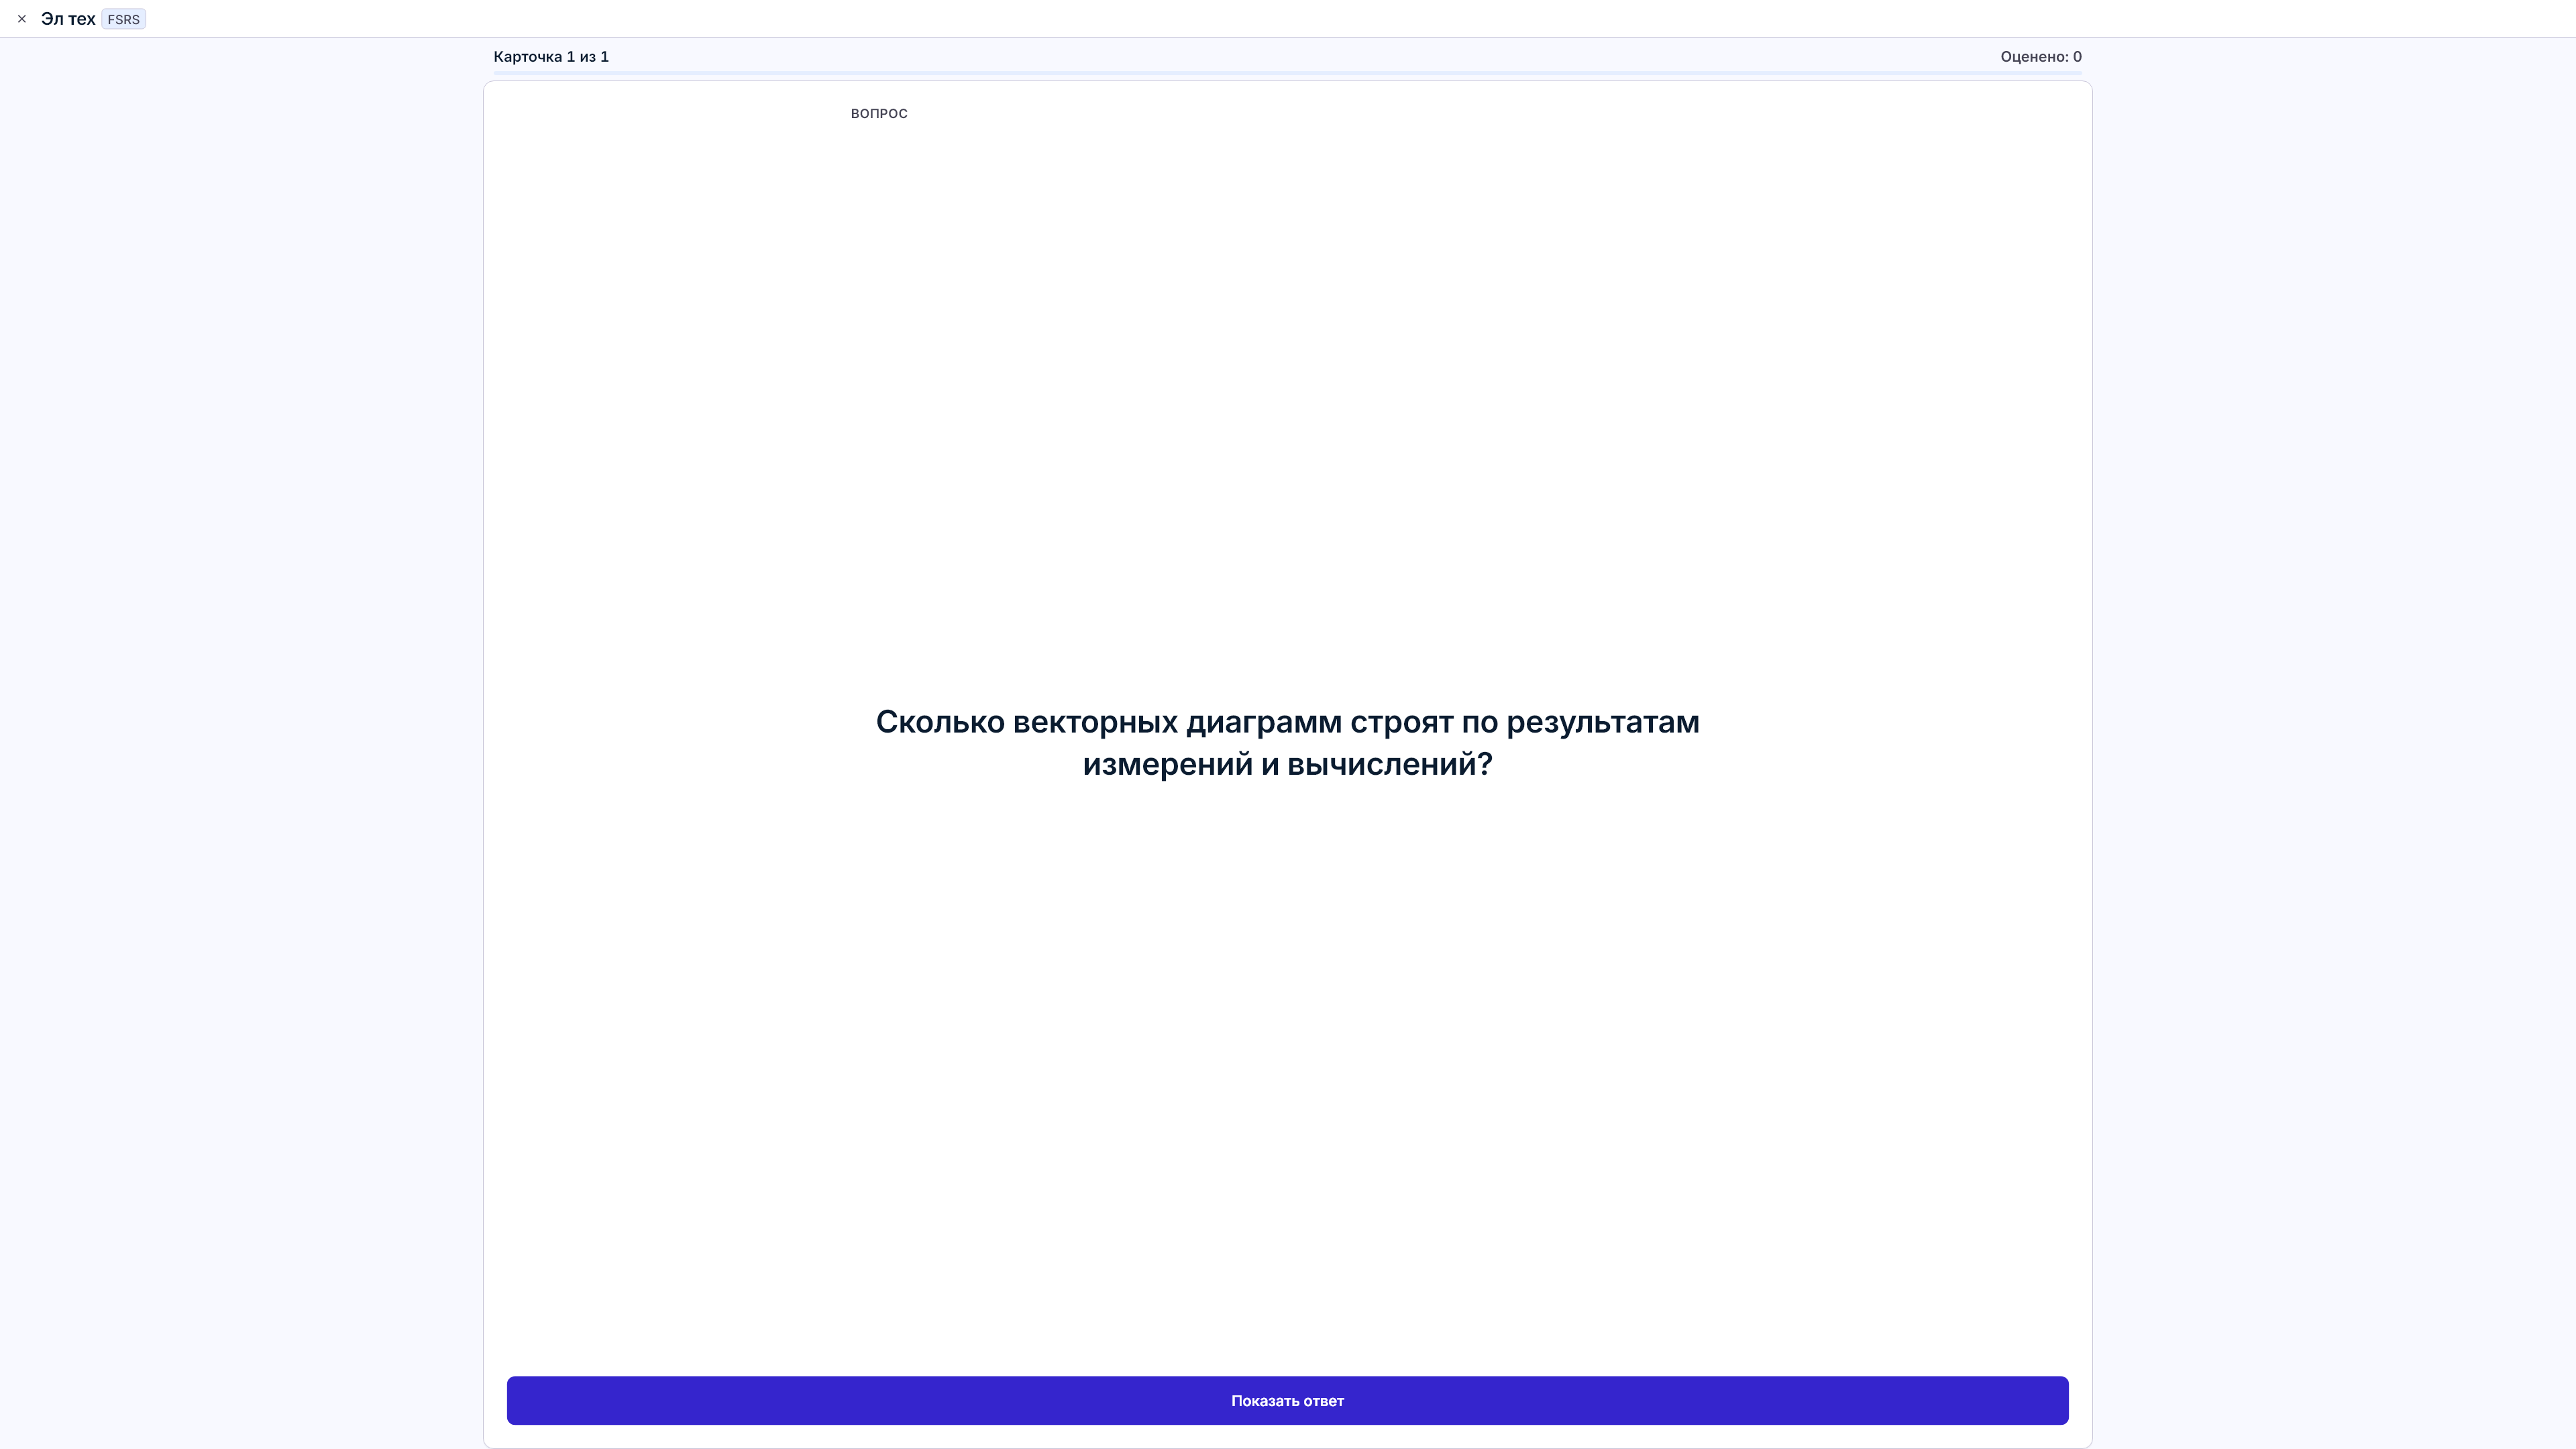 Эл тех FSRS
Карточка 1 из 1
Оценено: 0
ВОПРОС
Сколько векторных диаграмм строят по результатам
измерений и вычислений?
Показать ответ